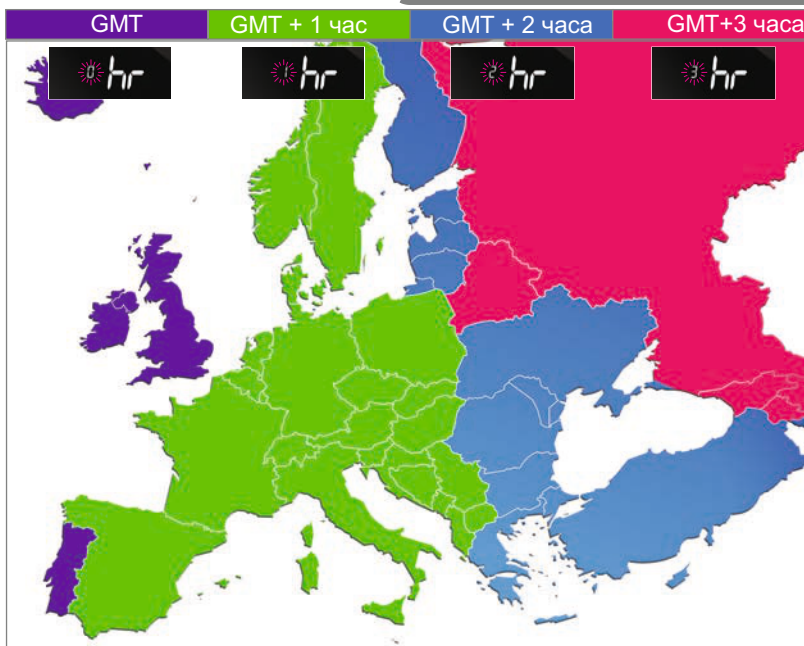 GMT
GMT + 1 час
GMT + 2 часа
GMT+3 часа
0 hr
1 hr
2 hr
3 hr